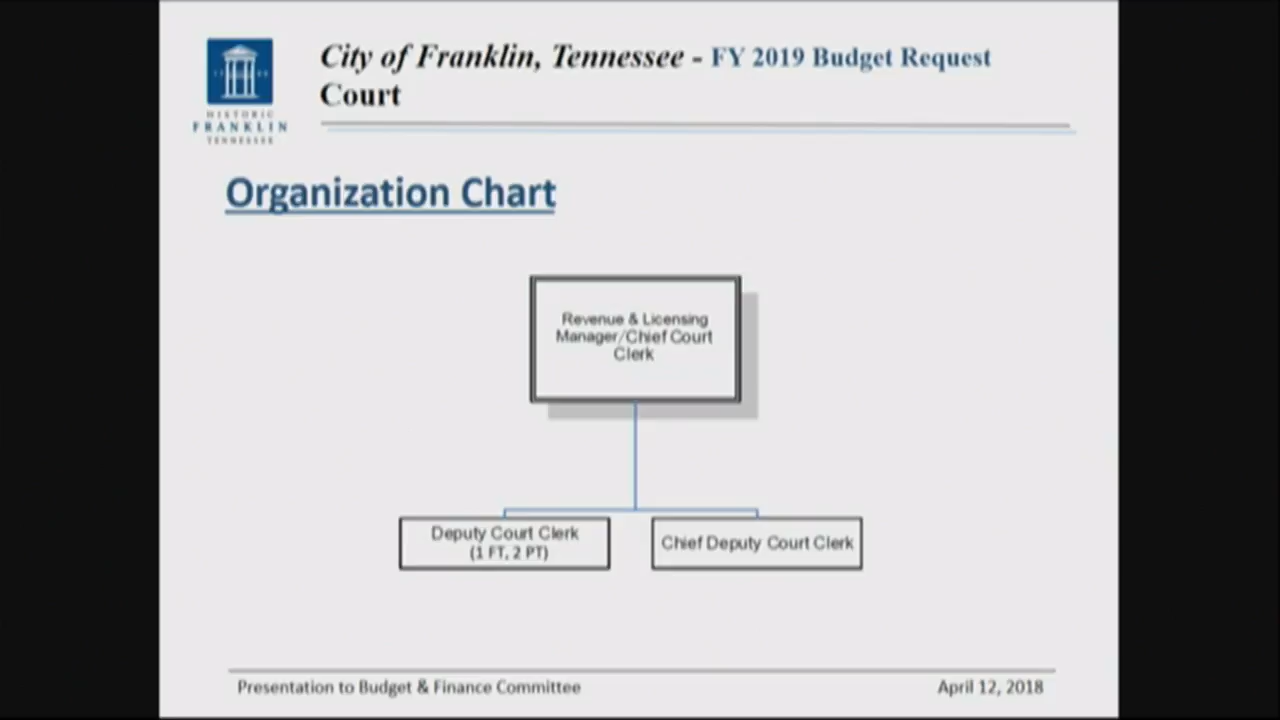 City of Franklin, Tennessee - FY 2019 Budget Request
Court
HISTORIC
FRANKLIN
TENNESSEE
Organization Chart
Revenue & Licensing
Manager/Chief Court
Clerk
Deputy Court Clerk
(1 FT, 2 PT)
Chief Deputy Court Clerk
Presentation to Budget & Finance Committee
April 12, 2018